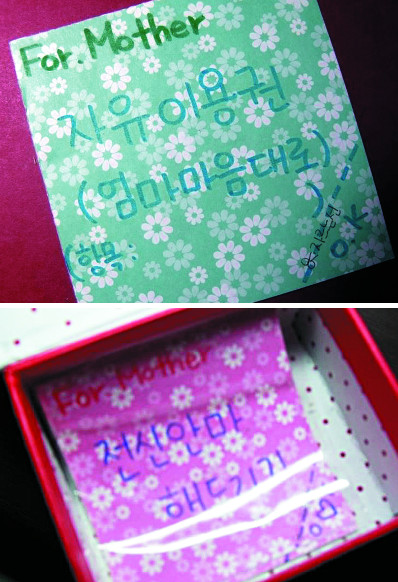 For. Mother
자유이용권
(엄마마음대로)
(항목:
)
O.K
For Mother
전신안마
해드리기